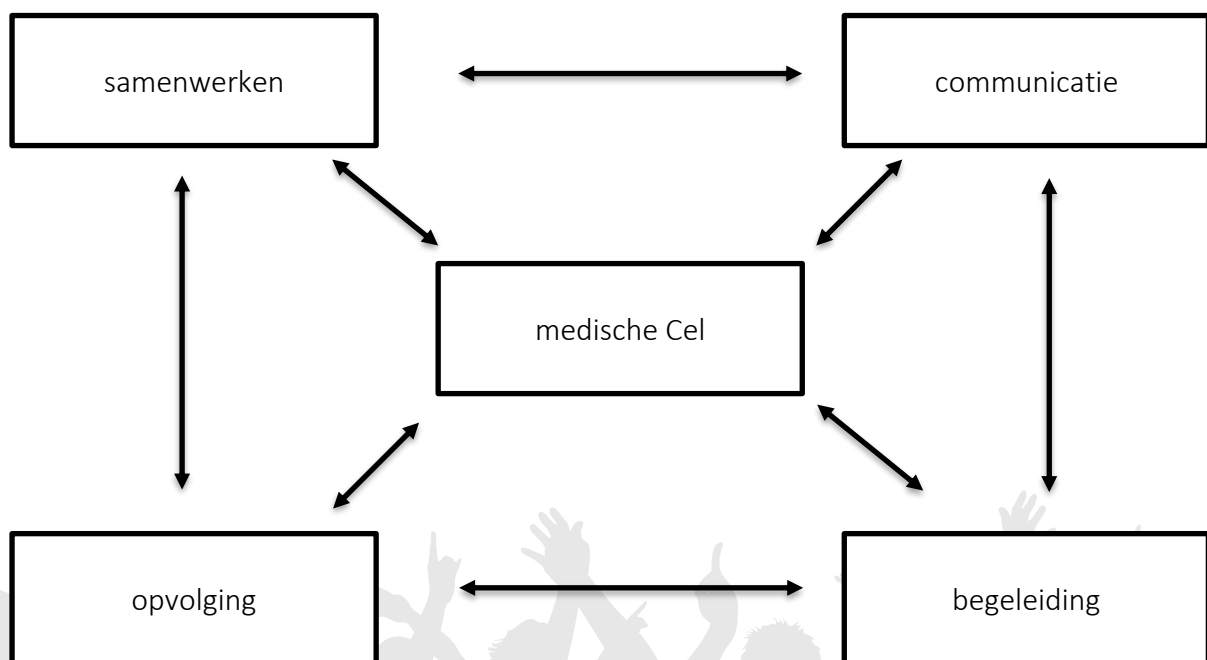 samenwerken
communicatie
medische Cel
opvolging
begeleiding